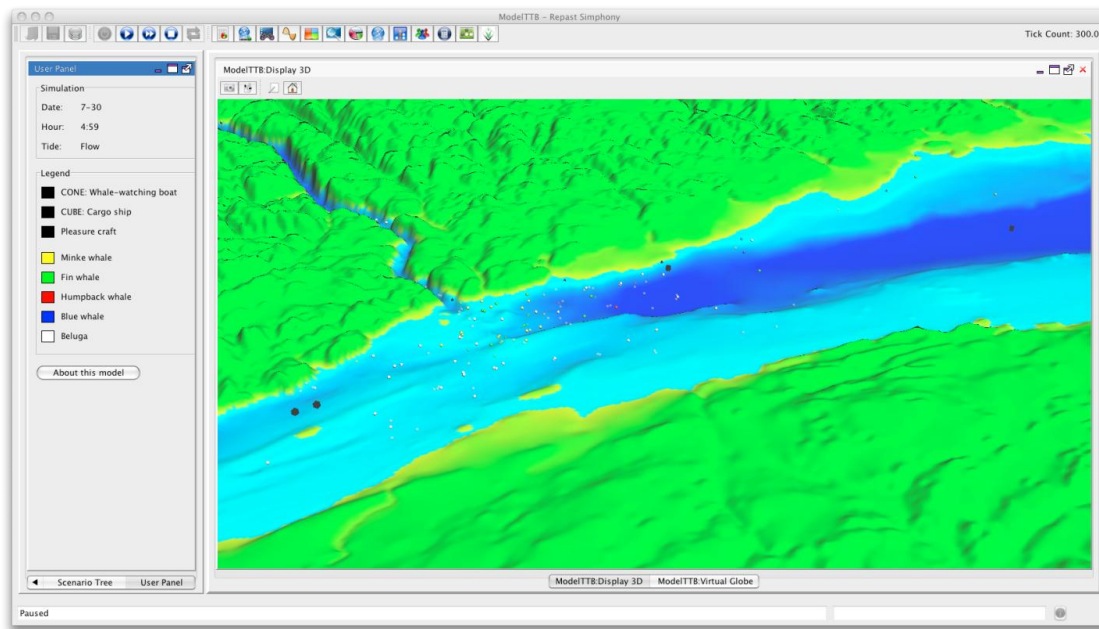 ModelTTB – Repast Simphony
Tick Count: 300.0
User Panel
Simulation
Date: 7-30
Hour: 4:59
Tide: Flow
Legend
CONE: Whale-watching boat
CUBE: Cargo ship
Pleasure craft
Minke whale
Fin whale
Humpback whale
Blue whale
Beluga
About this model
Scenario Tree User Panel
ModelTTB:Display 3D
ModelTTB:Display 3D ModelTTB:Virtual Globe
Paused